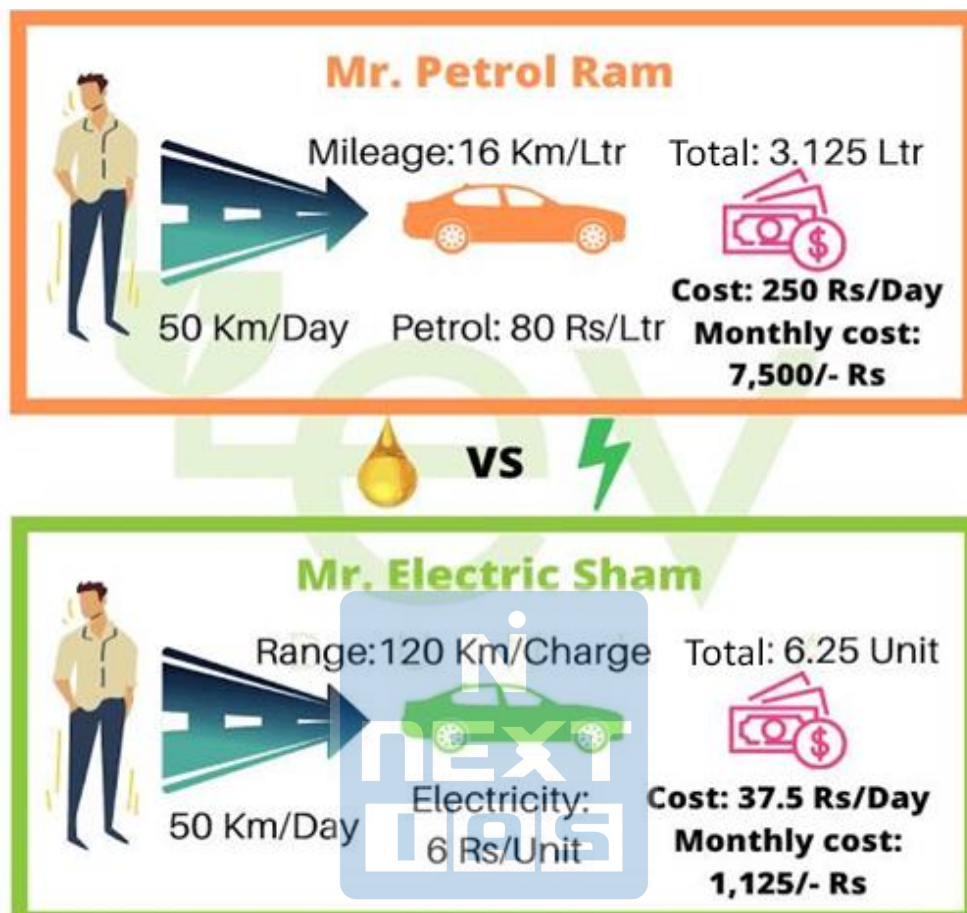 Mr. Petrol Ram
Mileage:16 Km/Ltr
Total: 3.125 Ltr
50 Km/Day
Petrol: 80 Rs/Ltr
Cost: 250 Rs/Day
Monthly cost:
7,500/- Rs
ev
VS
Mr. Electric Sham
Range:120 Km/Charge
Total: 6.25 Unit
50 Km/Day
Electricity:
6 Rs/Unit
Cost: 37.5 Rs/Day
Monthly cost:
1,125/- Rs
NEXT
IAS